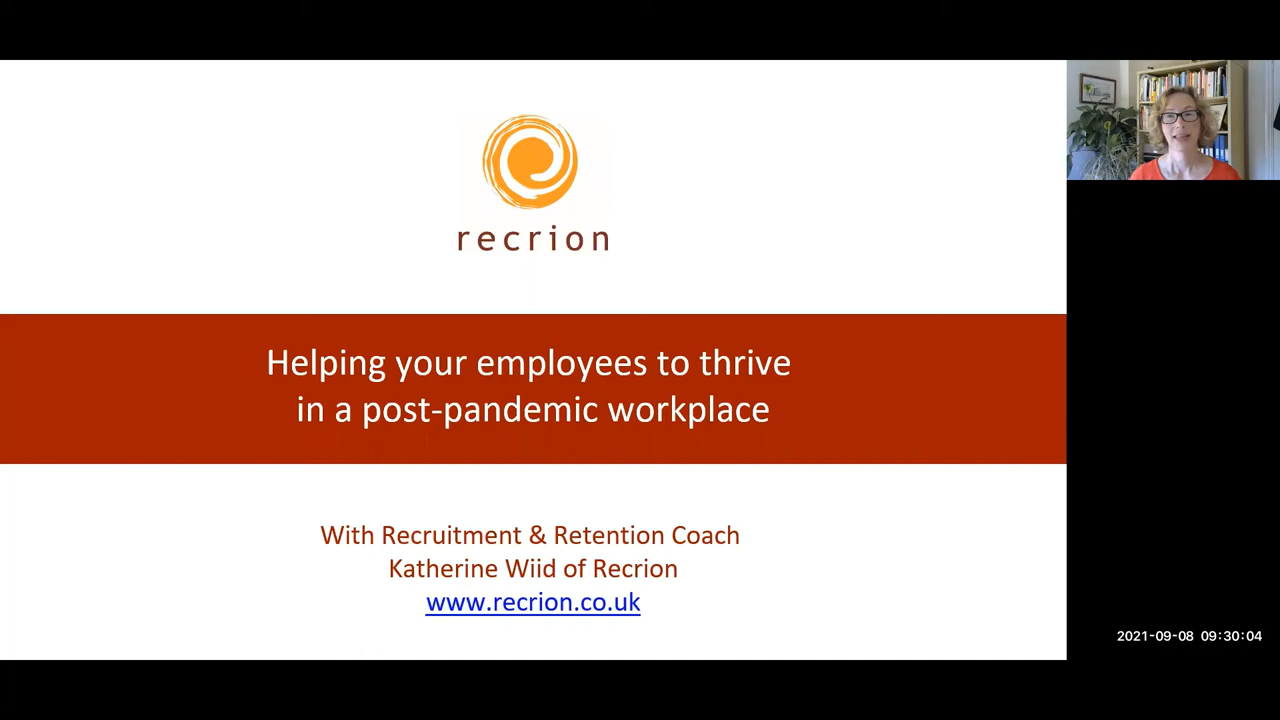 recrion
Helping your employees to thrive
in a post-pandemic workplace
With Recruitment & Retention Coach
Katherine Wiid of Recrion
www.recrion.co.uk
2021-09-08 09:30:04